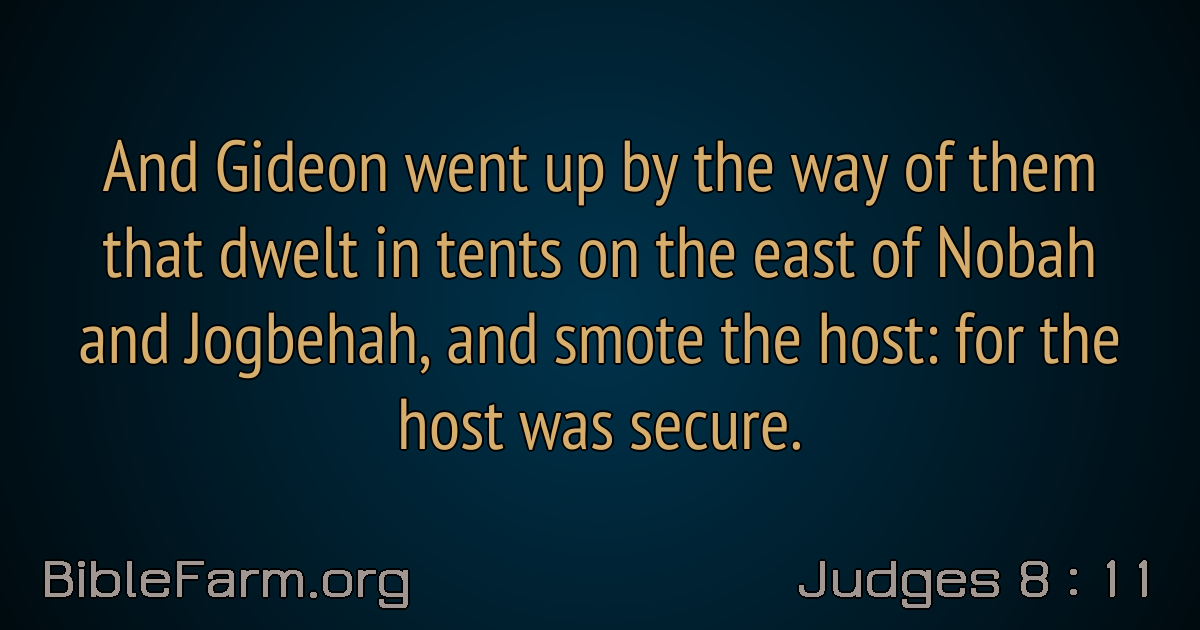 And Gideon went up by the way of them
that dwelt in tents on the east of Nobah
and Jogbehah, and smote the host: for the
host was secure.
BibleFarm.org
Judges 8 : 11